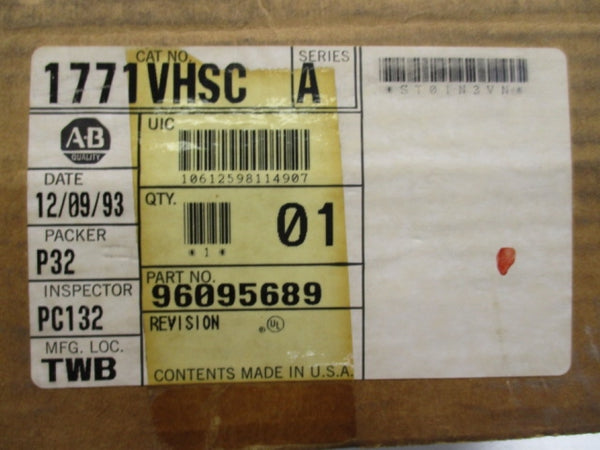 CAT NO. SERIES
1771VHSC A
*ST01N3VN*
A-B
QUALITY
UIC
10612598114907
DATE
12/09/93
QTY.
01
*1*
PACKER
P32
PART NO.
96095689
INSPECTOR
PC132
REVISION
UL
MFG. LOC.
TWB
CONTENTS MADE IN U.S.A.